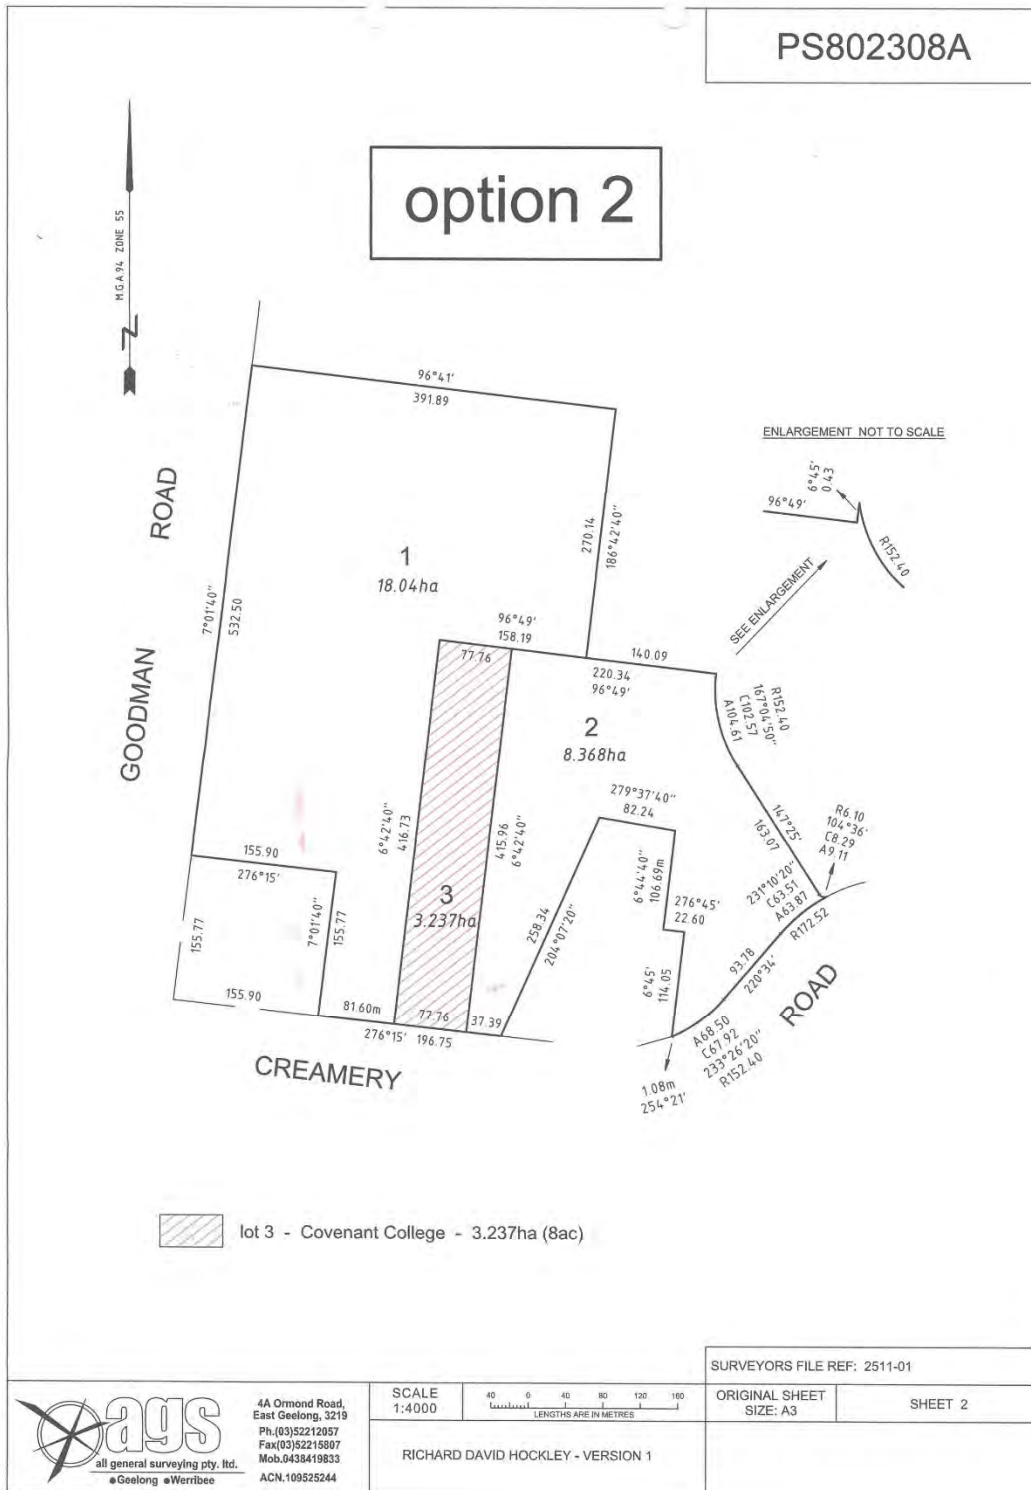 PS802308A
option 2
M.G.A.94 ZONE 55
N
96°41'
391.89
ENLARGEMENT NOT TO SCALE
6°45'
0.43
96°49'
R152.40
SEE ENLARGEMENT
ROAD
GOODMAN
7°01'40"
532.50
1
18.04ha
270.14
186°42'40"
96°49'
158.19
77.76
140.09
220.34
96°49'
2
8.368ha
R152.40
167°04'50"
C102.57
A104.61
279°37'40"
82.24
147°25'
163.07
R6.10
104°36'
C8.29
A9.11
6°42'40"
416.73
415.96
6°42'40"
155.90
276°15'
155.77
7°01'40"
155.77
3
3.237ha
258.34
204°07'20"
6°44'40"
106.69m
276°45'
22.60
231°10'20"
C63.51
A63.87
R172.52
93.78
220°34'
6°45'
114.05
ROAD
155.90
81.60m
77.76
37.39
276°15' 196.75
CREAMERY
A68.50
C67.92
233°26'20"
R152.40
1.08m
254°21'
lot 3 - Covenant College - 3.237ha (8ac)
SURVEYORS FILE REF: 2511-01
ags
all general surveying pty. ltd.
●Geelong ●Werribee
4A Ormond Road,
East Geelong, 3219
Ph.(03)52212057
Fax(03)52215807
Mob.0438419833
ACN.109525244
SCALE
1:4000
40 0 40 80 120 160
LENGTHS ARE IN METRES
ORIGINAL SHEET
SIZE: A3
SHEET 2
RICHARD DAVID HOCKLEY - VERSION 1